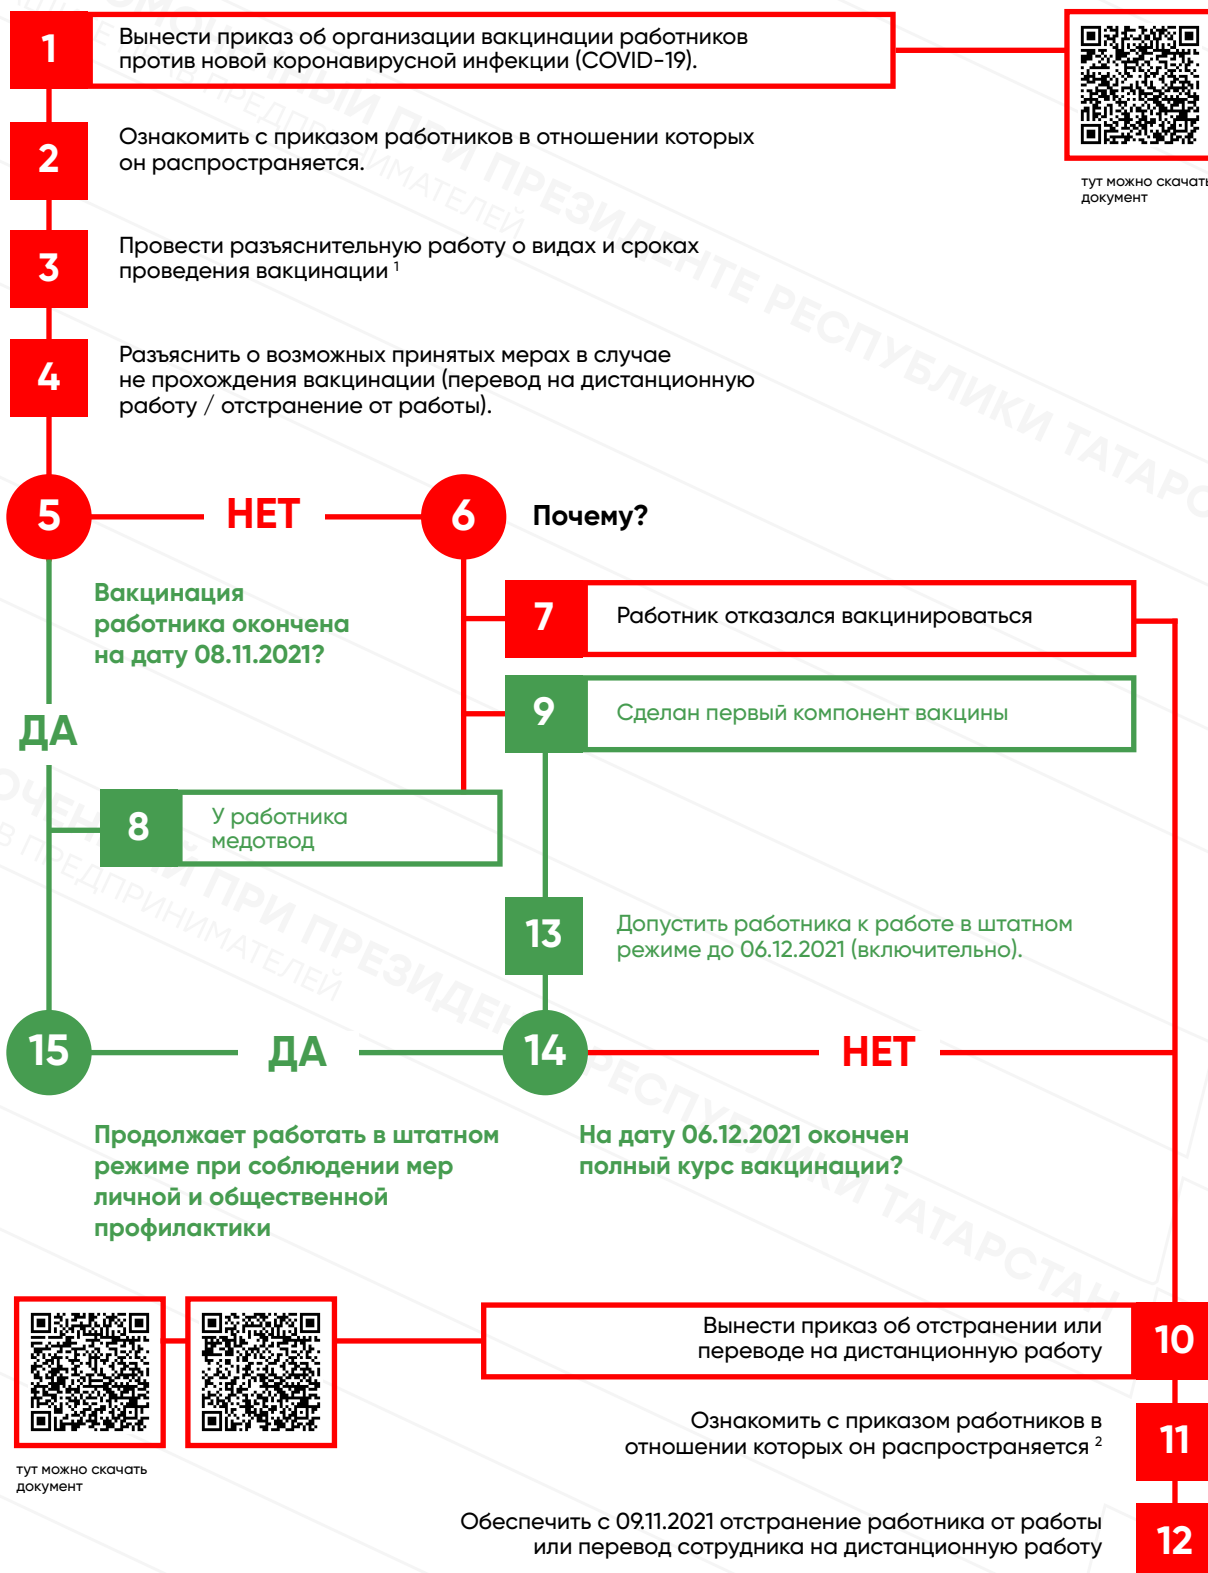 1
Вынести приказ об организации вакцинации работников
против новой коронавирусной инфекции (COVID-19).
тут можно скачать
документ
2
Ознакомить с приказом работников в отношении которых
он распространяется.
3
Провести разъяснительную работу о видах и сроках
проведения вакцинации ¹
4
Разъяснить о возможных принятых мерах в случае
не прохождения вакцинации (перевод на дистанционную
работу / отстранение от работы).
5
НЕТ
6
Почему?
Вакцинация
работника окончена
на дату 08.11.2021?
7
Работник отказался вакцинироваться
9
Сделан первый компонент вакцины
ДА
8
У работника
медотвод
13
Допустить работника к работе в штатном
режиме до 06.12.2021 (включительно).
15
ДА
14
НЕТ
Продолжает работать в штатном
режиме при соблюдении мер
личной и общественной
профилактики
На дату 06.12.2021 окончен
полный курс вакцинации?
тут можно скачать
документ
Вынести приказ об отстранении или
переводе на дистанционную работу
10
Ознакомить с приказом работников в
отношении которых он распространяется ²
11
Обеспечить с 09.11.2021 отстранение работника от работы
или перевод сотрудника на дистанционную работу
12